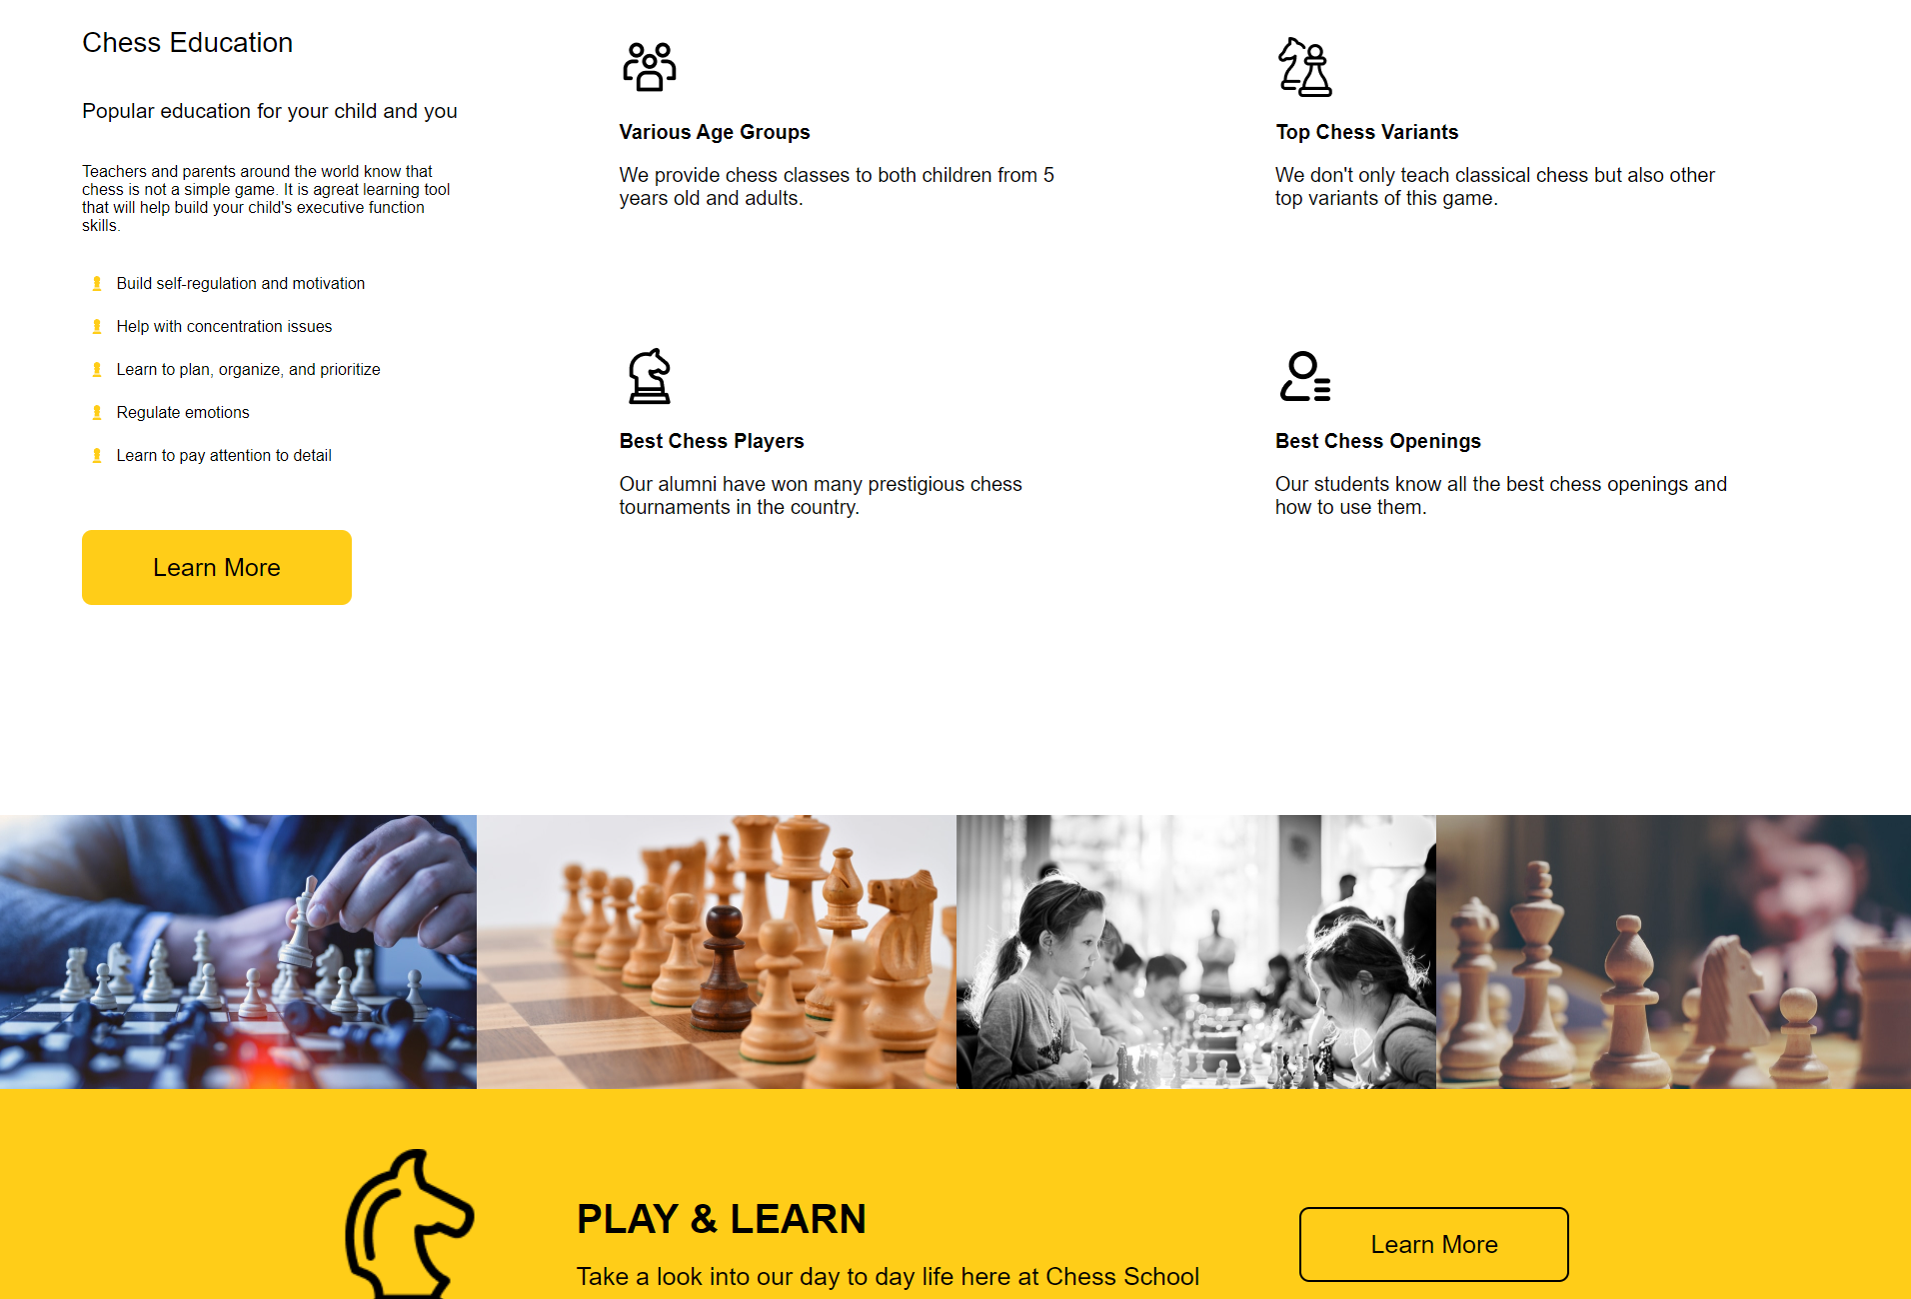 Chess Education
Popular education for your child and you
Teachers and parents around the world know that
chess is not a simple game. It is agreat learning tool
that will help build your child's executive function
skills.
Build self-regulation and motivation
Help with concentration issues
Learn to plan, organize, and prioritize
Regulate emotions
Learn to pay attention to detail
Learn More
Various Age Groups
We provide chess classes to both children from 5
years old and adults.
Top Chess Variants
We don't only teach classical chess but also other
top variants of this game.
Best Chess Players
Our alumni have won many prestigious chess
tournaments in the country.
Best Chess Openings
Our students know all the best chess openings and
how to use them.
PLAY & LEARN
Take a look into our day to day life here at Chess School
Learn More